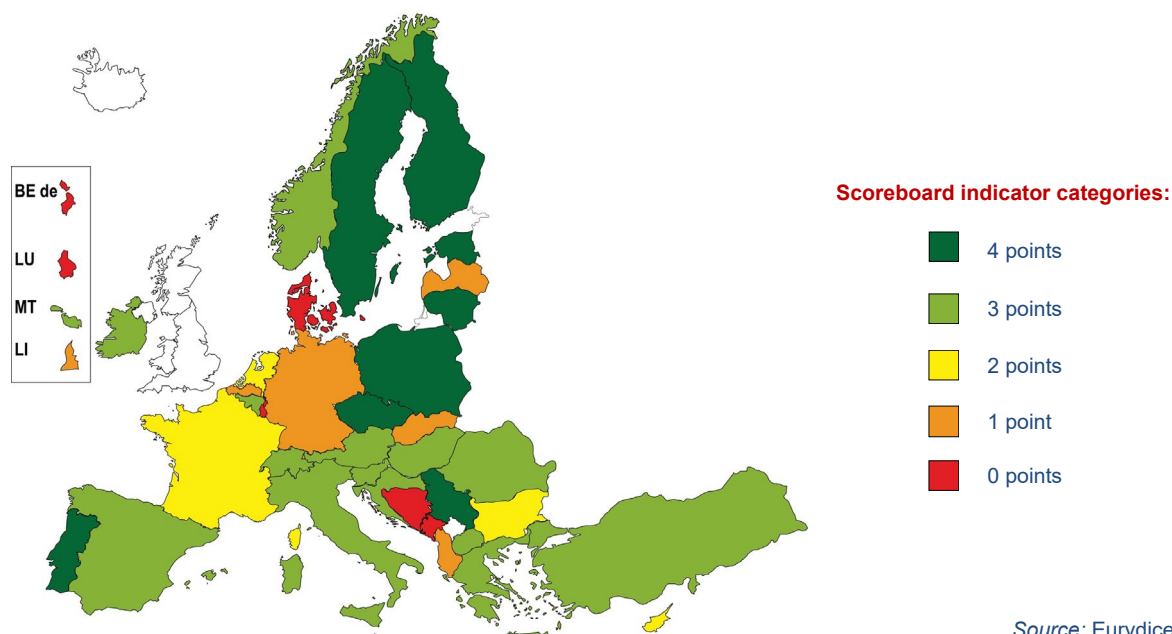 BE de
LU
MT
LI
Scoreboard indicator categories:
4 points
3 points
2 points
1 point
0 points
Source: Eurydice